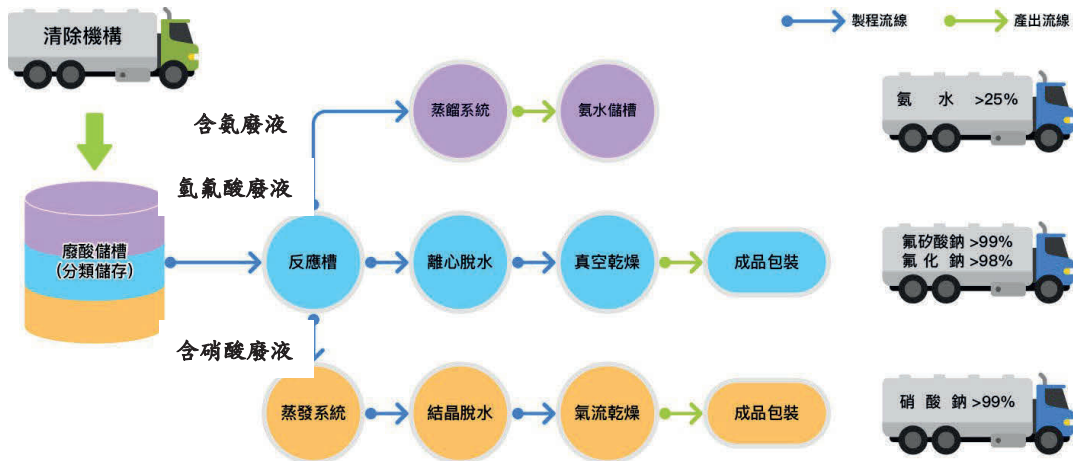 清除機構
製程流線
產出流線
含氨廢液
蒸餾系統
氨水儲槽
氨 水 >25%
氫氟酸廢液
廢酸儲槽
(分類儲存)
反應槽
離心脫水
真空乾燥
成品包裝
氟矽酸鈉 >99%
氟化鈉 >98%
含硝酸廢液
蒸發系統
結晶脫水
氣流乾燥
成品包裝
硝酸鈉 >99%